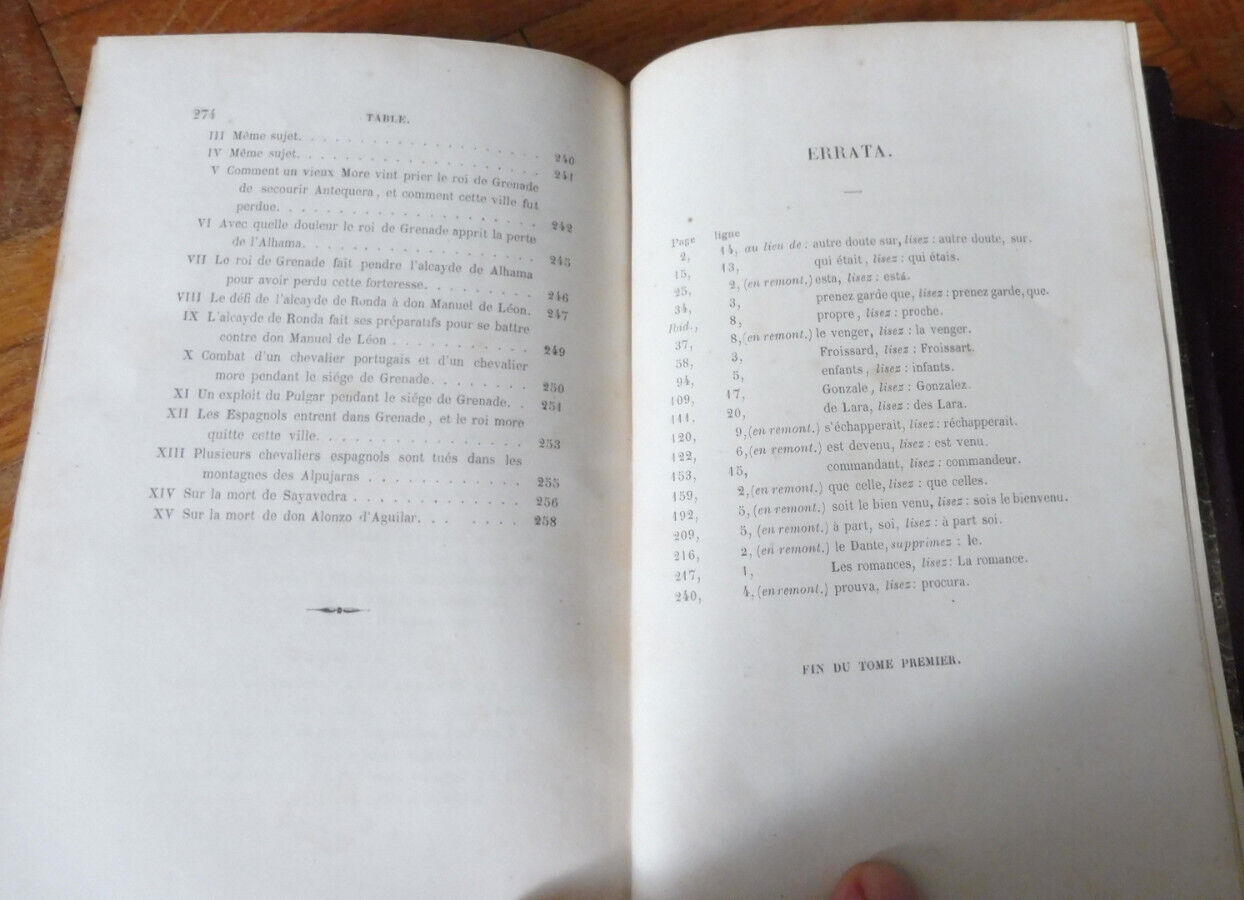 274 TABLE.
III Même sujet. . . . . . . . . . . . . . . 240
IV Même sujet. . . . . . . . . . . . . . . 241
V Comment un vieux More vint prier le roi de Grenade
de secourir Antequera, et comment cette ville fut
perdue. . . . . . . . . . . . . . . . . 242
VI Avec quelle douleur le roi de Grenade apprit la perte
de l'Alhama. . . . . . . . . . . . . . . 245
VII Le roi de Grenade fait pendre l'alcayde de Alhama
pour avoir perdu cette forteresse. . . . . . . 246
VIII Le défi de l'alcayde de Ronda à don Manuel de Léon. 247
IX L'alcayde de Ronda fait ses préparatifs pour se battre
contre don Manuel de Léon . . . . . . . . . 249
X Combat d'un chevalier portugais et d'un chevalier
more pendant le siége de Grenade. . . . . . . 250
XI Un exploit du Pulgar pendant le siége de Grenade. . 251
XII Les Espagnols entrent dans Grenade, et le roi more
quitte cette ville. . . . . . . . . . . . . 253
XIII Plusieurs chevaliers espagnols sont tués dans les
montagnes des Alpujaras . . . . . . . . . . 255
XIV Sur la mort de Sayavedra . . . . . . . . . . 256
XV Sur la mort de don Alonzo d'Aguilar. . . . . . 258
ERRATA.
Page ligne
2, 14, au lieu de : autre doute sur, lisez : autre doute, sur.
15, 13, qui était, lisez : qui étais.
25, 2, (en remont.) esta, lisez : está.
34, 3, prenez garde que, lisez : prenez garde, que.
Ibid., 8, propre, lisez : proche.
37, 8, (en remont.) le venger, lisez : la venger.
58, 3, Froissard, lisez : Froissart.
94, 5, enfants, lisez : infants.
109, 17, Gonzale, lisez : Gonzalez.
111. 20, de Lara, lisez : des Lara.
120, 9, (en remont.) s'échapperait, lisez : réchapperait.
122, 6, (en remont.) est devenu, lisez : est venu.
153, 15, commandant, lisez : commandeur.
159, 2, (en remont.) que celle, lisez : que celles.
192, 5, (en remont.) soit le bien venu, lisez : sois le bienvenu.
209, 5, (en remont.) à part, soi, lisez : à part soi.
216, 2, (en remont.) le Dante, supprimez : le.
217, 1, Les romances, lisez : La romance.
240, 4, (en remont.) prouva, lisez : procura.
FIN DU TOME PREMIER.